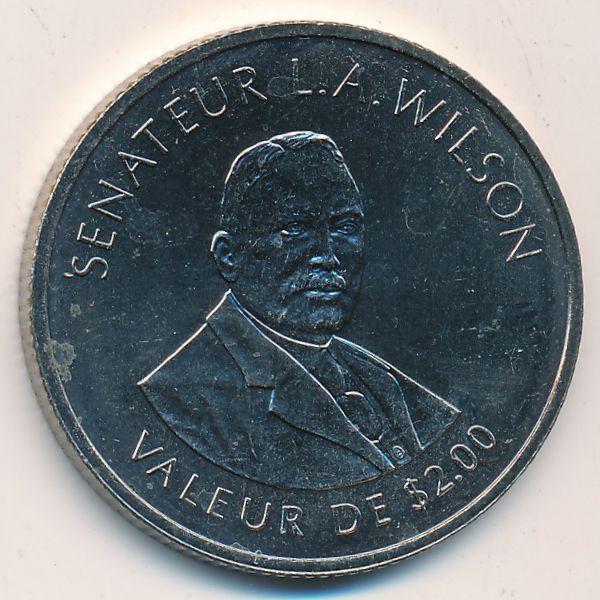 SENATEUR L.A. WILSON
VALEUR DE $2.00